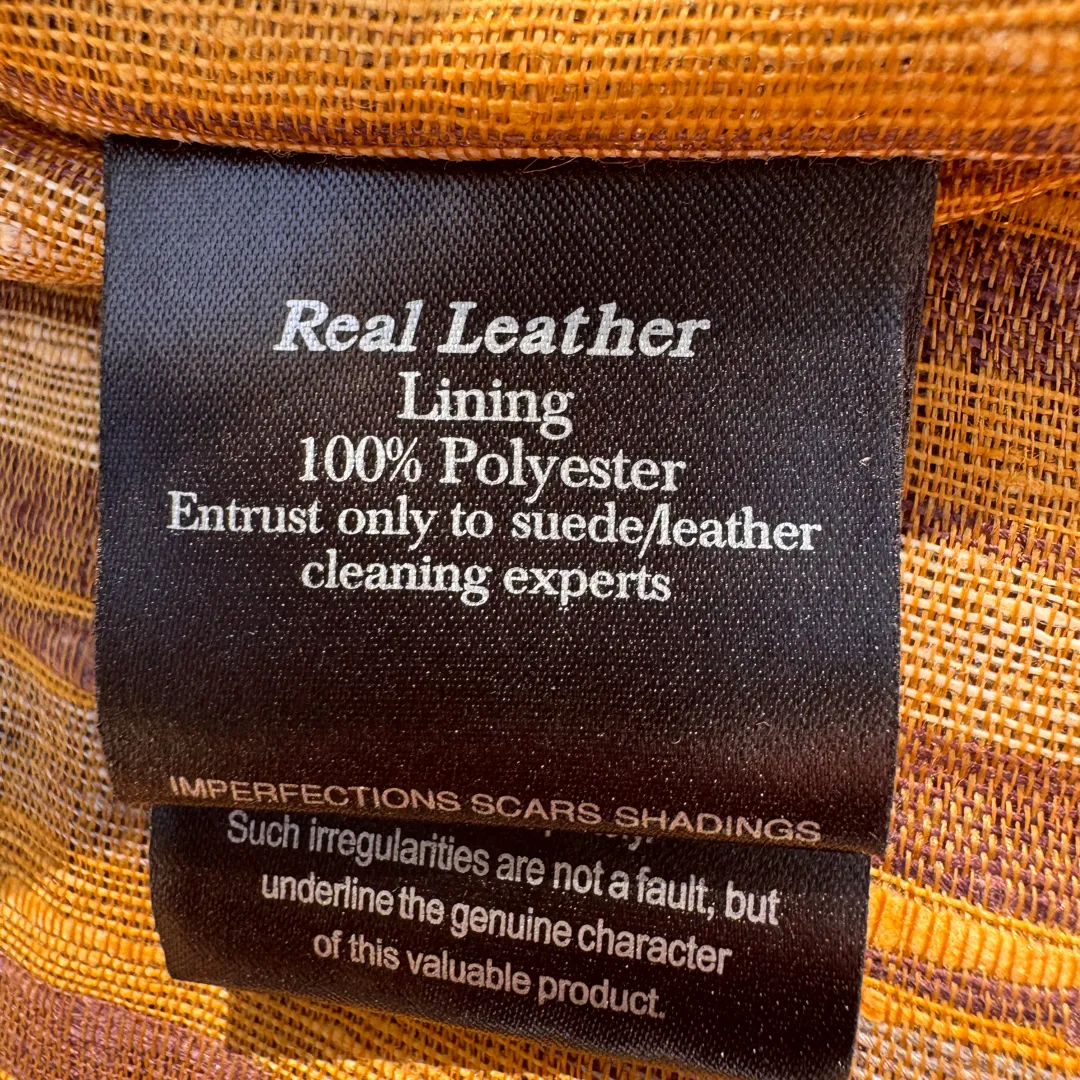 Real Leather
Lining
100% Polyester
Entrust only to suede/leather
cleaning experts
IMPERFECTIONS SCARS SHADINGS
Such irregularities are not a fault, but
underline the genuine character
of this valuable product.